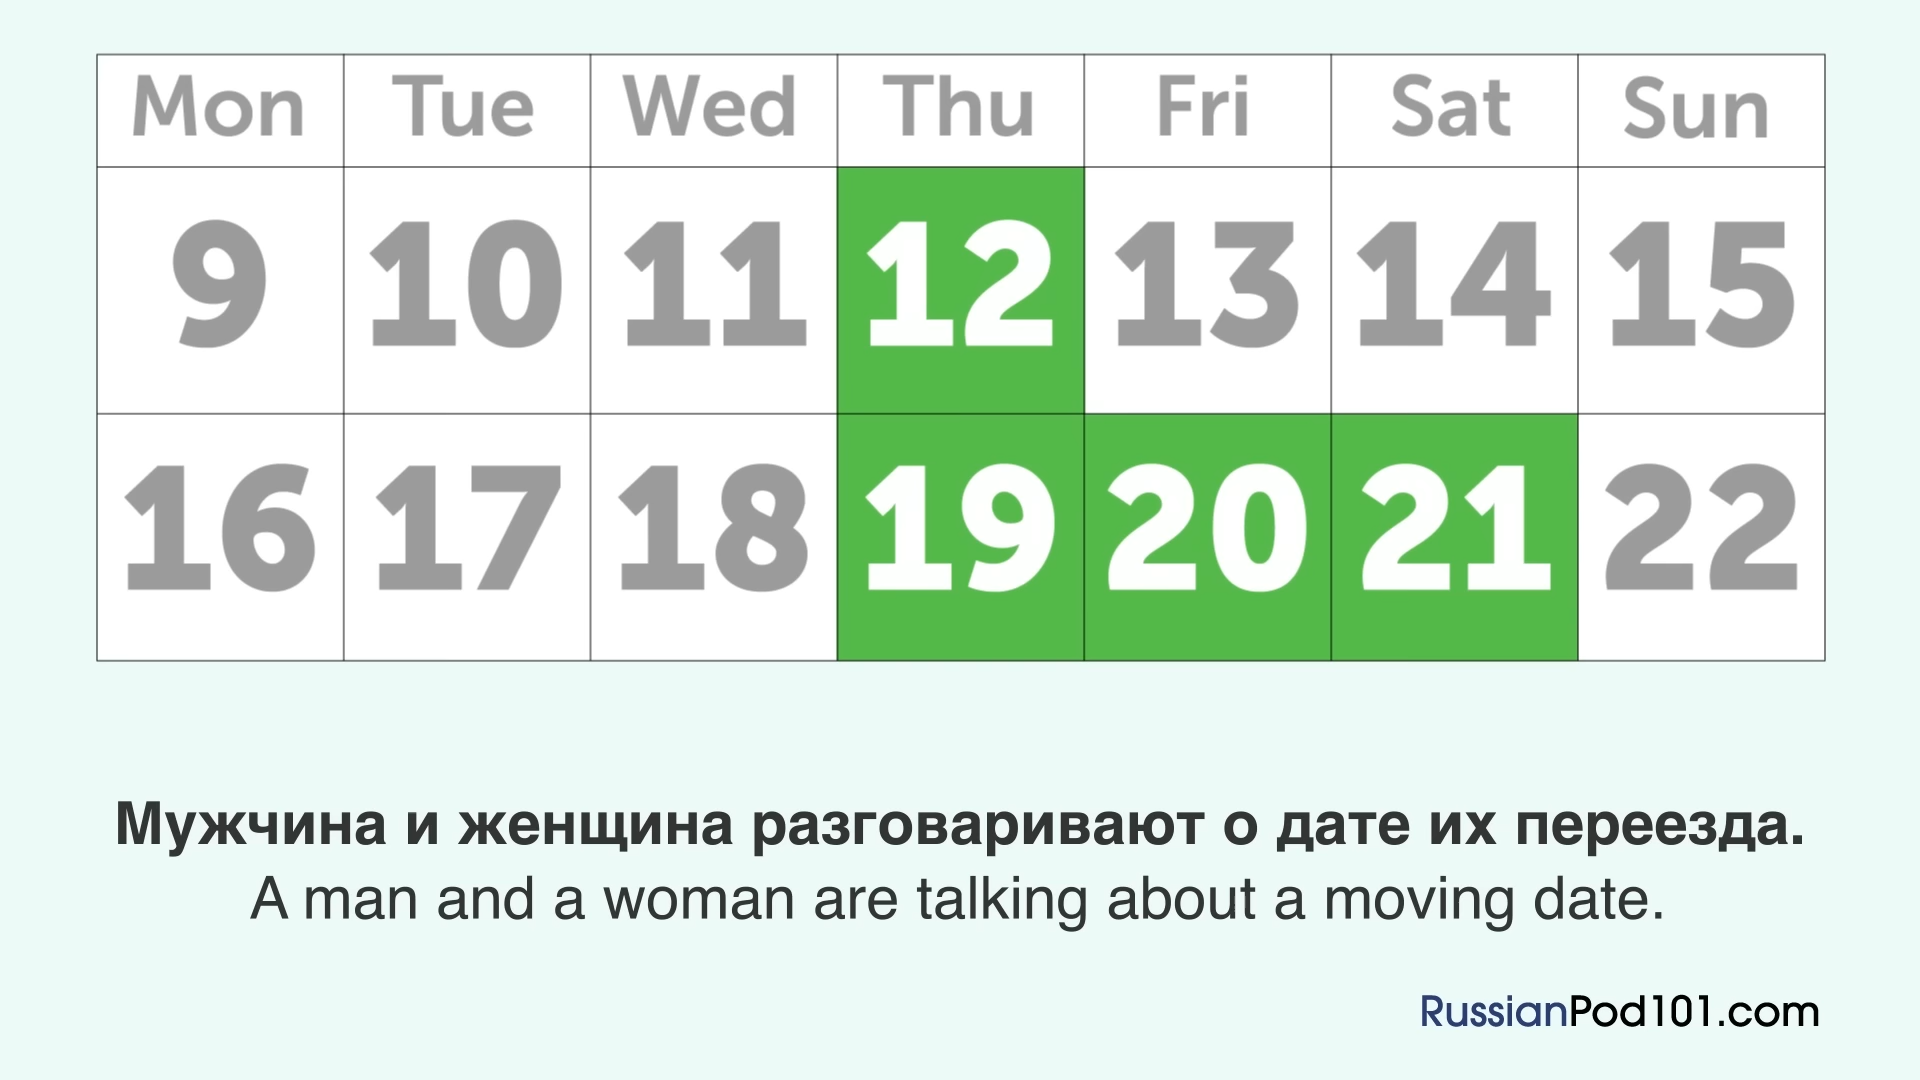 Mon Tue Wed Thu Fri Sat Sun
9 10 11 12 13 14 15
16 17 18 19 20 21 22
Мужчина и женщина разговаривают о дате их переезда.
A man and a woman are talking about a moving date.
RussianPod101.com